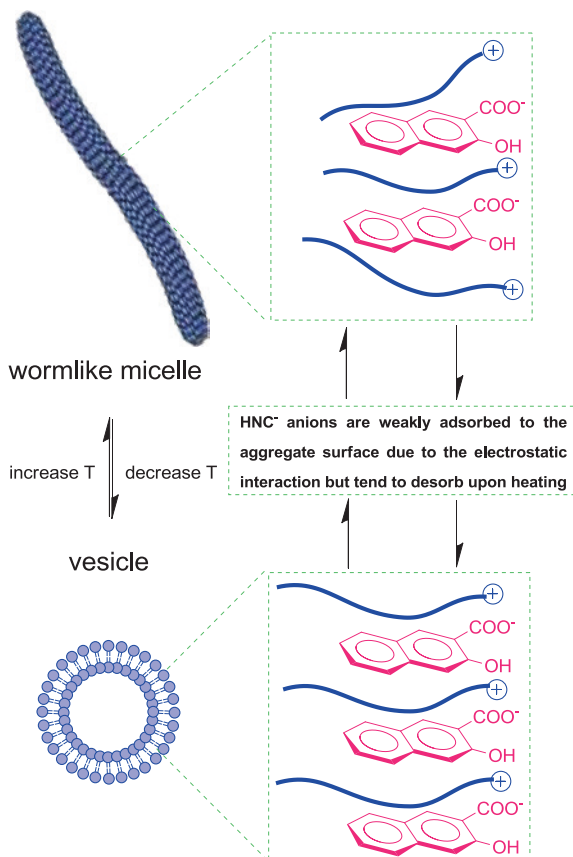 +
COO-
OH
+
COO-
OH
+
wormlike micelle
HNC- anions are weakly adsorbed to the
aggregate surface due to the electrostatic
interaction but tend to desorb upon heating
increase T decrease T
vesicle
+
COO-
OH
+
COO-
OH
+
COO-
OH